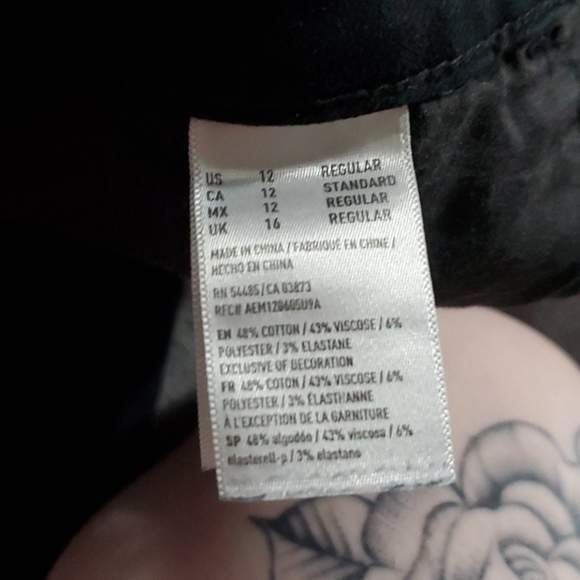 US 12 REGULAR
CA 12 STANDARD
MX 12 REGULAR
UK 16 REGULAR
MADE IN CHINA / FABRIQUÉ EN CHINE /
HECHO EN CHINA
RN 54485/CA 03873
RFC# AEM120605U9A
EN 48% COTTON / 43% VISCOSE / 6%
POLYESTER / 3% ELASTANE
EXCLUSIVE OF DECORATION
FR 48% COTON / 43% VISCOSE / 6%
POLYESTER / 3% ÉLASTHANNE
À L'EXCEPTION DE LA GARNITURE
SP 48% algodón / 43% viscosa / 6%
elasterell-p / 3% elastano